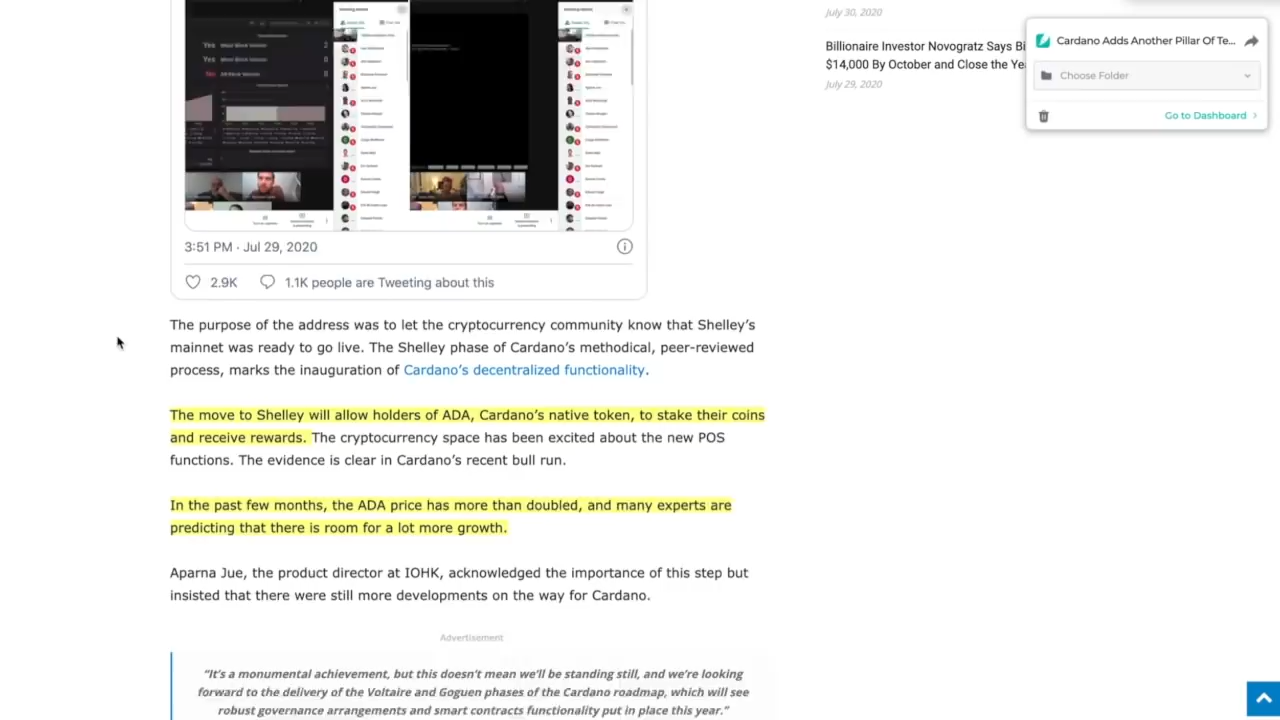 July 30, 2020
Billionaire Investor Novogratz Says Bi
$14,000 By October and Close the Ye
July 29, 2020
Cardano Adds Another Pillar Of Te...
Choose Folder
Go to Dashboard
Yes
Yes
No
3:51 PM · Jul 29, 2020
2.9K
1.1K people are Tweeting about this
The purpose of the address was to let the cryptocurrency community know that Shelley’s
mainnet was ready to go live. The Shelley phase of Cardano’s methodical, peer-reviewed
process, marks the inauguration of Cardano’s decentralized functionality.
The move to Shelley will allow holders of ADA, Cardano’s native token, to stake their coins
and receive rewards. The cryptocurrency space has been excited about the new POS
functions. The evidence is clear in Cardano’s recent bull run.
In the past few months, the ADA price has more than doubled, and many experts are
predicting that there is room for a lot more growth.
Aparna Jue, the product director at IOHK, acknowledged the importance of this step but
insisted that there were still more developments on the way for Cardano.
Advertisement
“It’s a monumental achievement, but this doesn’t mean we’ll be standing still, and we’re looking
forward to the delivery of the Voltaire and Goguen phases of the Cardano roadmap, which will see
robust governance arrangements and smart contracts functionality put in place this year.”